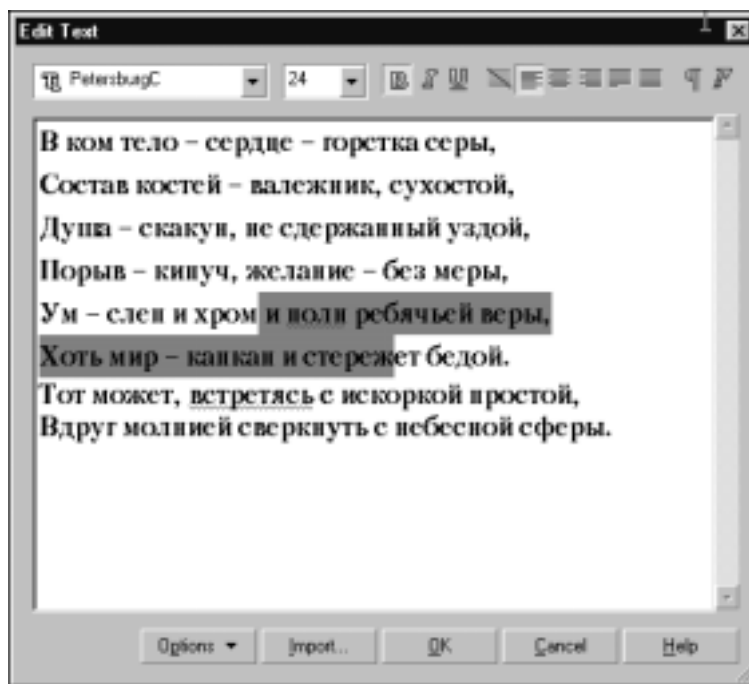 Edit Text
PetersburgC 24
В ком тело – сердце – горстка серы,
Состав костей – валежник, сухостой,
Душа – скакун, не сдержанный уздой,
Порыв – кипуч, желание – без меры,
Ум – слеп и хром и полн ребячьей веры,
Хоть мир – капкан и стережет бедой.
Тот может, встретясь с искоркой простой,
Вдруг молнией сверкнуть с небесной сферы.
Options Import... OK Cancel Help